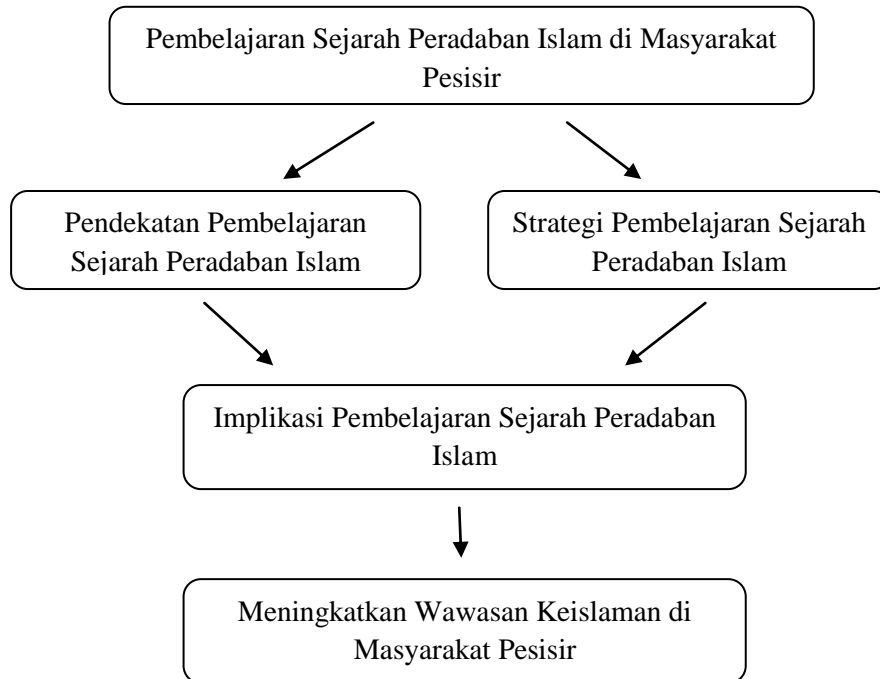 Pembelajaran Sejarah Peradaban Islam di Masyarakat
Pesisir
Pendekatan Pembelajaran
Sejarah Peradaban Islam
Strategi Pembelajaran Sejarah
Peradaban Islam
Implikasi Pembelajaran Sejarah Peradaban
Islam
Meningkatkan Wawasan Keislaman di
Masyarakat Pesisir